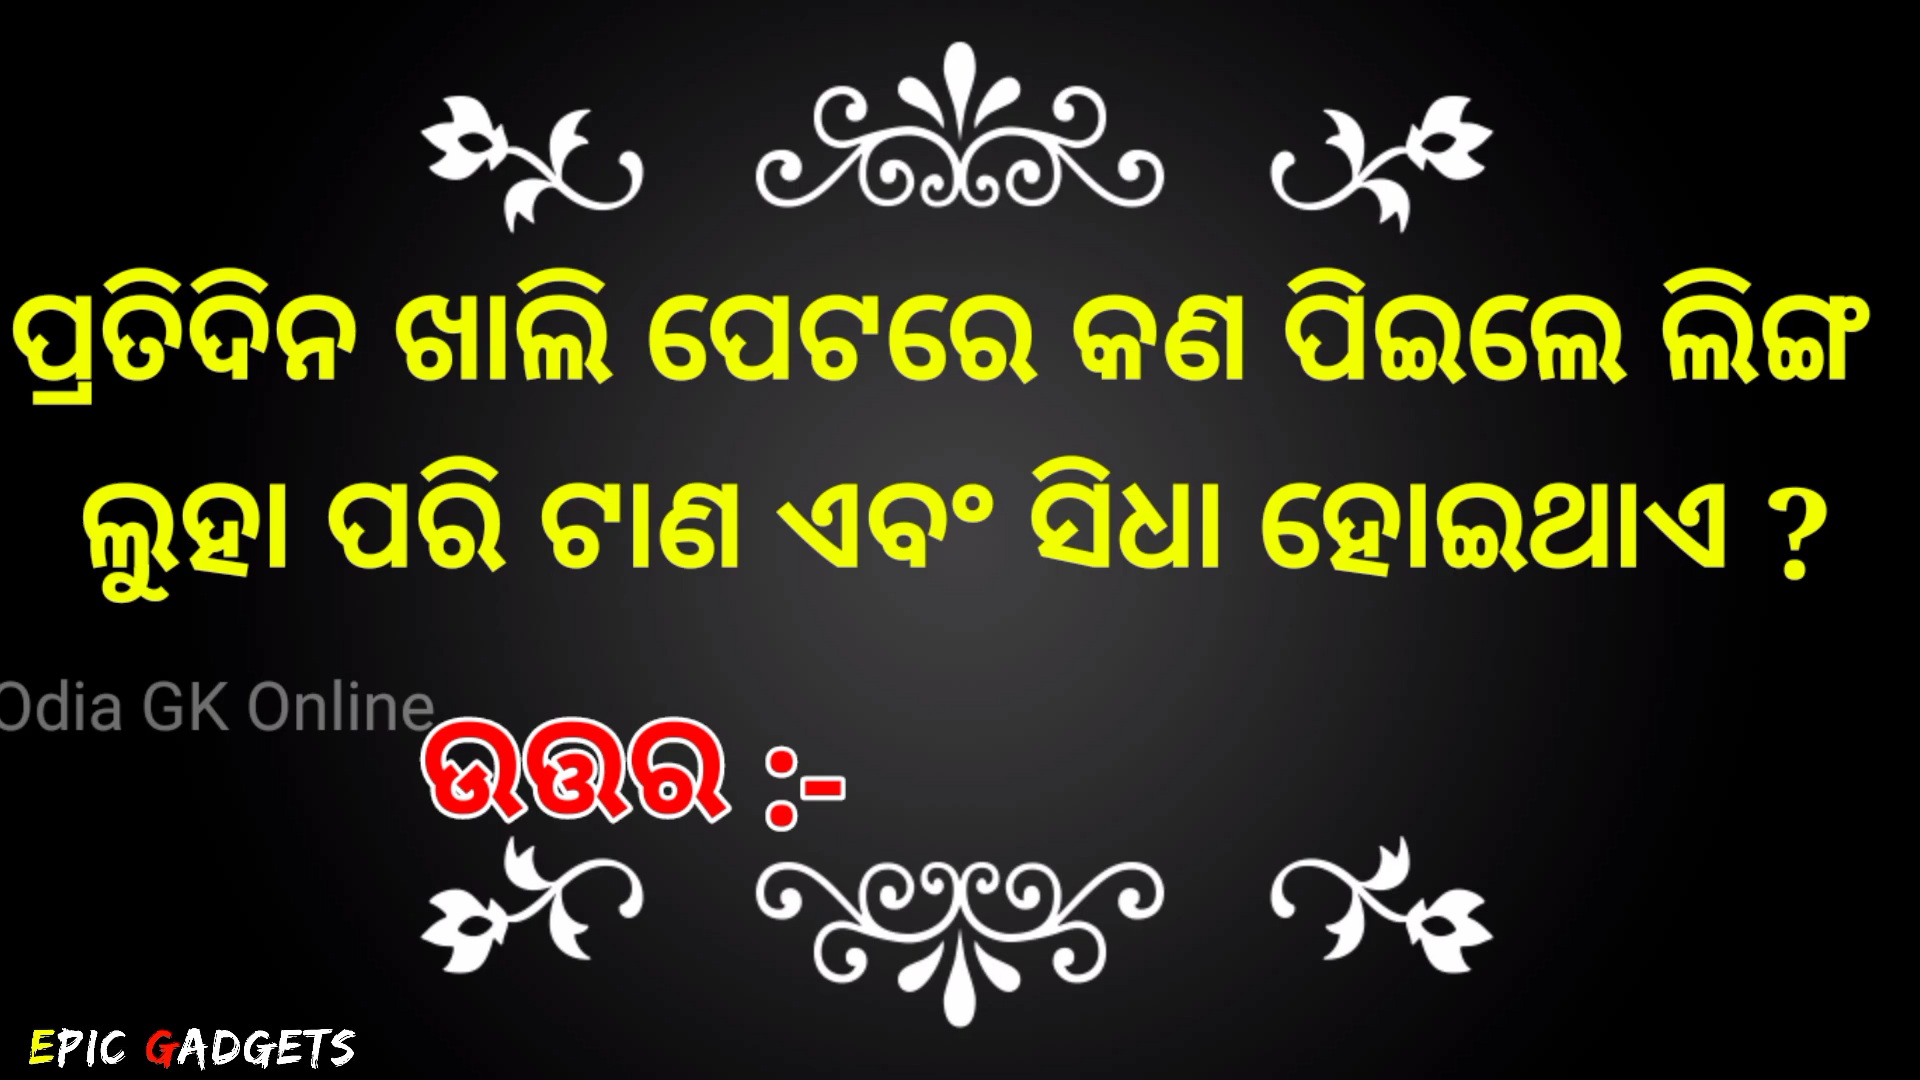 ପ୍ରତିଦିନ ଖାଲି ପେଟରେ କଣ ପିଇଲେ ଲିଙ୍ଗ
ଲୁହା ପରି ଟାଣ ଏବଂ ସିଧା ହୋଇଥାଏ ?
Odia GK Online
ଉତ୍ତର :-
EPIC GADGETS